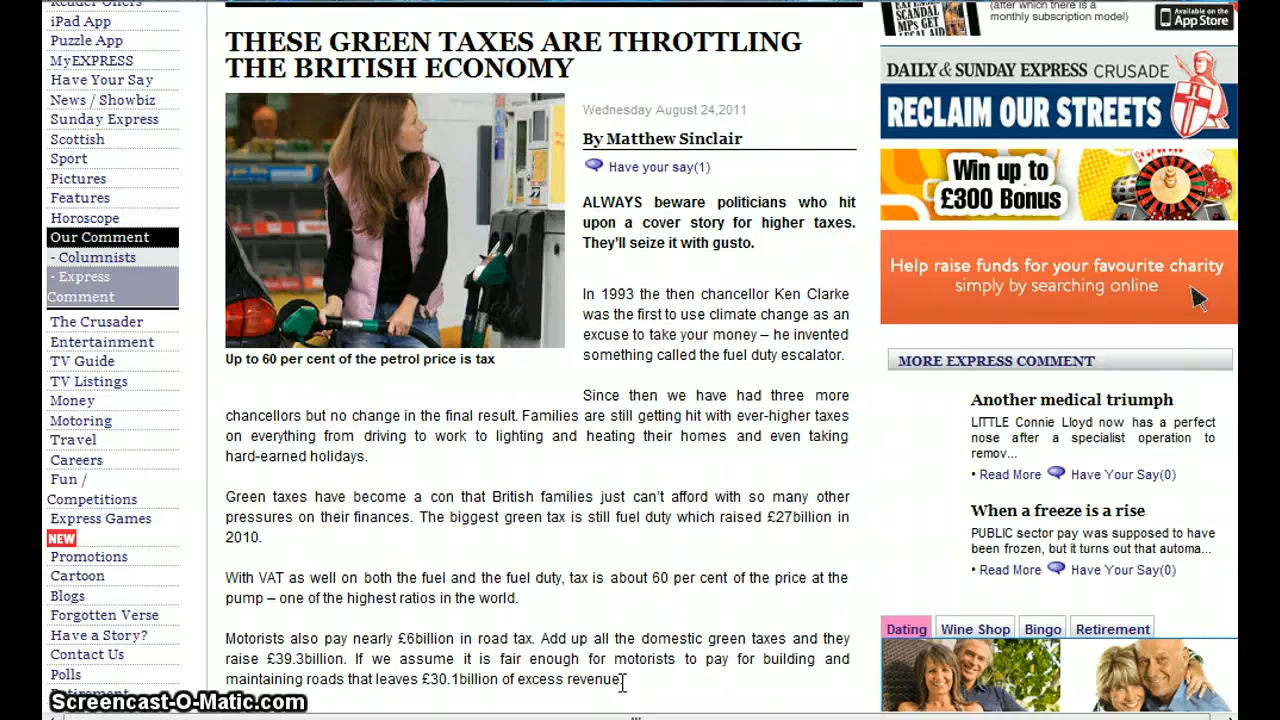 Reader Offers
iPad App
Puzzle App
MyEXPRESS
Have Your Say
News / Showbiz
Sunday Express
Scottish
Sport
Pictures
Features
Horoscope
Our Comment
- Columnists
- Express
Comment
The Crusader
Entertainment
TV Guide
TV Listings
Money
Motoring
Travel
Careers
Fun /
Competitions
Express Games
NEW
Promotions
Cartoon
Blogs
Forgotten Verse
Have a Story?
Contact Us
Polls
Retirement
THESE GREEN TAXES ARE THROTTLING
THE BRITISH ECONOMY
Up to 60 per cent of the petrol price is tax
Wednesday August 24,2011
By Matthew Sinclair
Have your say(1)
ALWAYS beware politicians who hit
upon a cover story for higher taxes.
They'll seize it with gusto.
In 1993 the then chancellor Ken Clarke
was the first to use climate change as an
excuse to take your money – he invented
something called the fuel duty escalator.
Since then we have had three more
chancellors but no change in the final result. Families are still getting hit with ever-higher taxes
on everything from driving to work to lighting and heating their homes and even taking
hard-earned holidays.
Green taxes have become a con that British families just can't afford with so many other
pressures on their finances. The biggest green tax is still fuel duty which raised £27billion in
2010.
With VAT as well on both the fuel and the fuel duty, tax is about 60 per cent of the price at the
pump – one of the highest ratios in the world.
Motorists also pay nearly £6billion in road tax. Add up all the domestic green taxes and they
raise £39.3billion. If we assume it is fair enough for motorists to pay for building and
maintaining roads that leaves £30.1billion of excess revenue.
SCANDAL
MPS GET
(after which there is a
monthly subscription model)
Available on the
App Store
DAILY & SUNDAY EXPRESS CRUSADE
RECLAIM OUR STREETS
Win up to
£300 Bonus
Help raise funds for your favourite charity
simply by searching online
MORE EXPRESS COMMENT
Another medical triumph
LITTLE Connie Lloyd now has a perfect
nose after a specialist operation to
remov...
• Read More Have Your Say(0)
When a freeze is a rise
PUBLIC sector pay was supposed to have
been frozen, but it turns out that automa...
• Read More Have Your Say(0)
Dating Wine Shop Bingo Retirement
Screencast-O-Matic.com